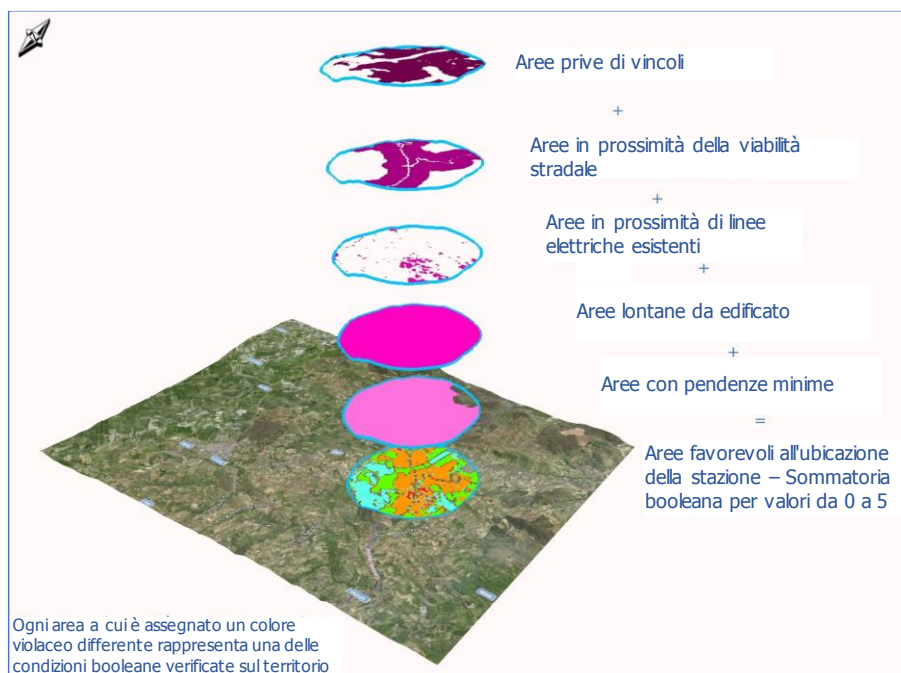 Aree prive di vincoli
+
Aree in prossimità della viabilità
stradale
+
Aree in prossimità di linee
elettriche esistenti
+
Aree lontane da edificato
+
Aree con pendenze minime
=
Aree favorevoli all'ubicazione
della stazione – Sommatoria
booleana per valori da 0 a 5
Ogni area a cui è assegnato un colore
violaceo differente rappresenta una delle
condizioni booleane verificate sul territorio